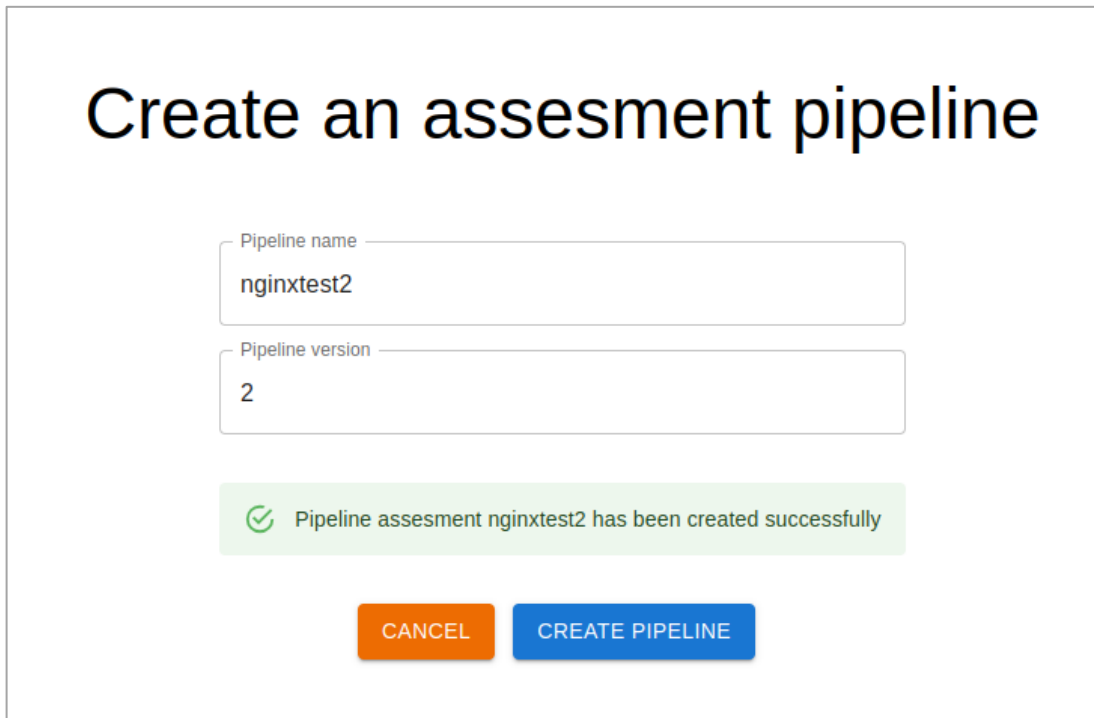 Create an assesment pipeline
Pipeline name
nginxtest2
Pipeline version
2
Pipeline assesment nginxtest2 has been created successfully
CANCEL
CREATE PIPELINE